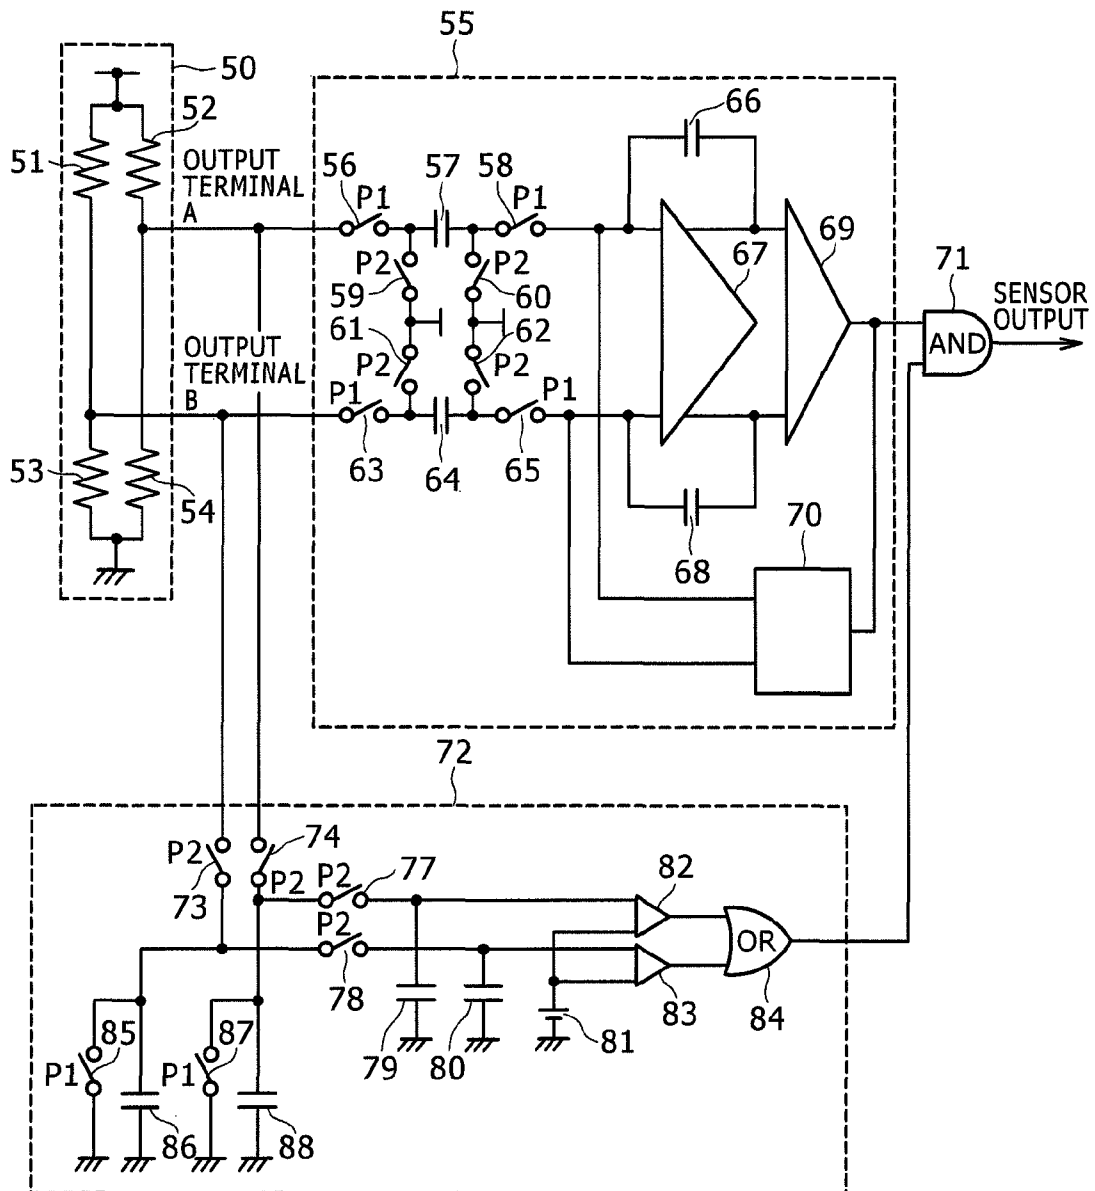 55
50
66
52
51
OUTPUT
TERMINAL
A
56
57
58
P1
P1
69
67
71
P2
P2
59
60
SENSOR
OUTPUT
61
62
AND
OUTPUT
TERMINAL
B
P2
P2
P1
P1
53
63
64
65
54
70
68
72
74
P2
P2
77
82
73
P2
P2
OR
78
83
84
85
87
79
80
81
P1
P1
86
88